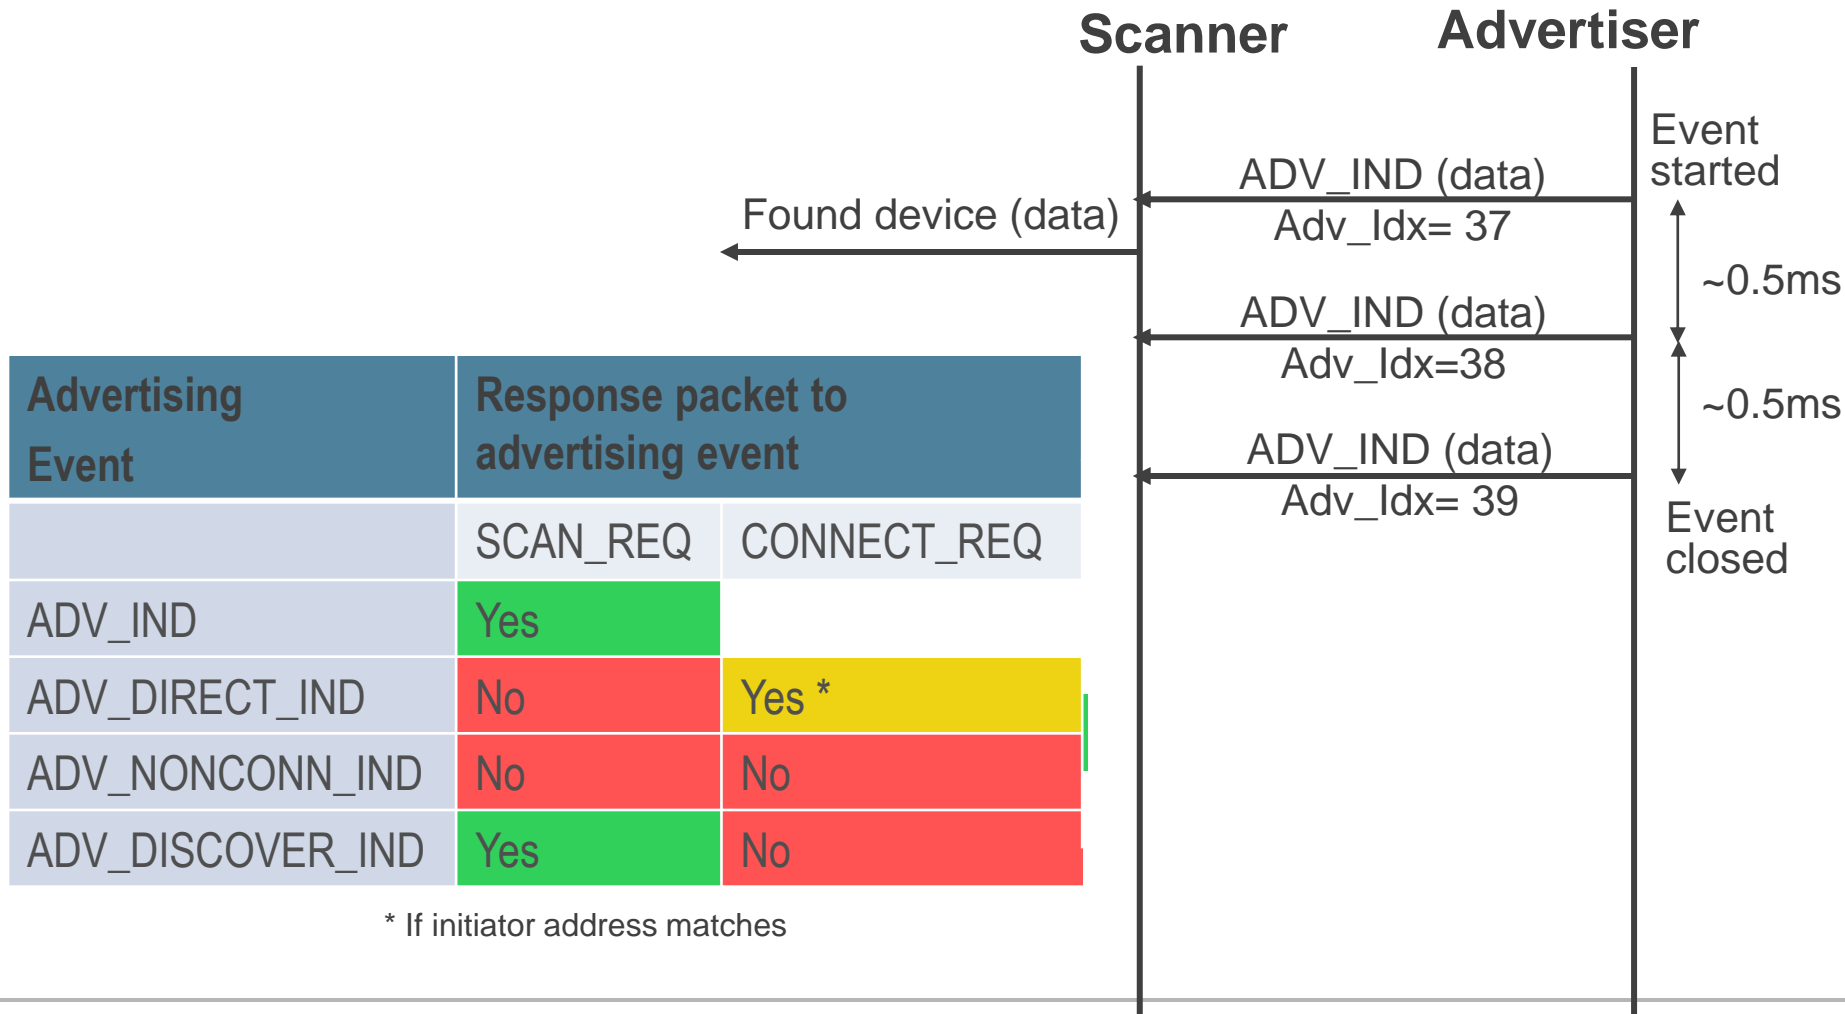 Scanner
Advertiser
Event
started
ADV_IND (data)
Adv_Idx= 37
Found device (data)
~0.5ms
ADV_IND (data)
Adv_Idx=38
~0.5ms
ADV_IND (data)
Adv_Idx= 39
Event
closed
Advertising
Event
Response packet to
advertising event
SCAN_REQ CONNECT_REQ
ADV_IND Yes
ADV_DIRECT_IND No Yes *
ADV_NONCONN_IND No No
ADV_DISCOVER_IND Yes No
* If initiator address matches